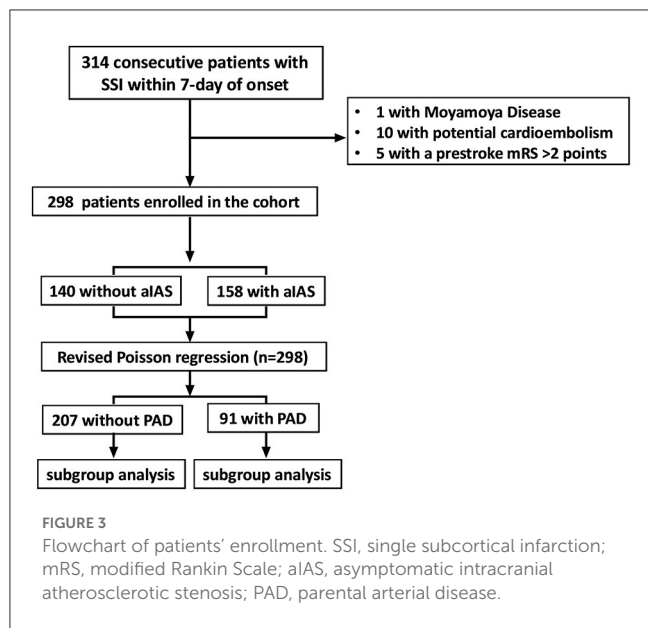 314 consecutive patients with
SSI within 7-day of onset
• 1 with Moyamoya Disease
• 10 with potential cardioembolism
• 5 with a prestroke mRS >2 points
298 patients enrolled in the cohort
140 without aIAS
158 with aIAS
Revised Poisson regression (n=298)
207 without PAD
91 with PAD
subgroup analysis
subgroup analysis
FIGURE 3
Flowchart of patients' enrollment. SSI, single subcortical infarction;
mRS, modified Rankin Scale; aIAS, asymptomatic intracranial
atherosclerotic stenosis; PAD, parental arterial disease.